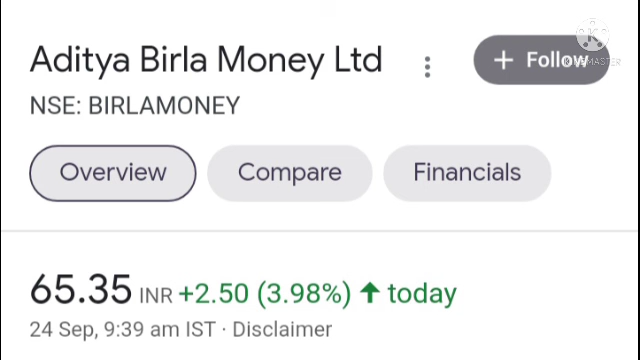 Aditya Birla Money Ltd
+ Follow
NSE: BIRLAMONEY
Overview
Compare
Financials
65.35 INR +2.50 (3.98%) ↑ today
24 Sep, 9:39 am IST · Disclaimer